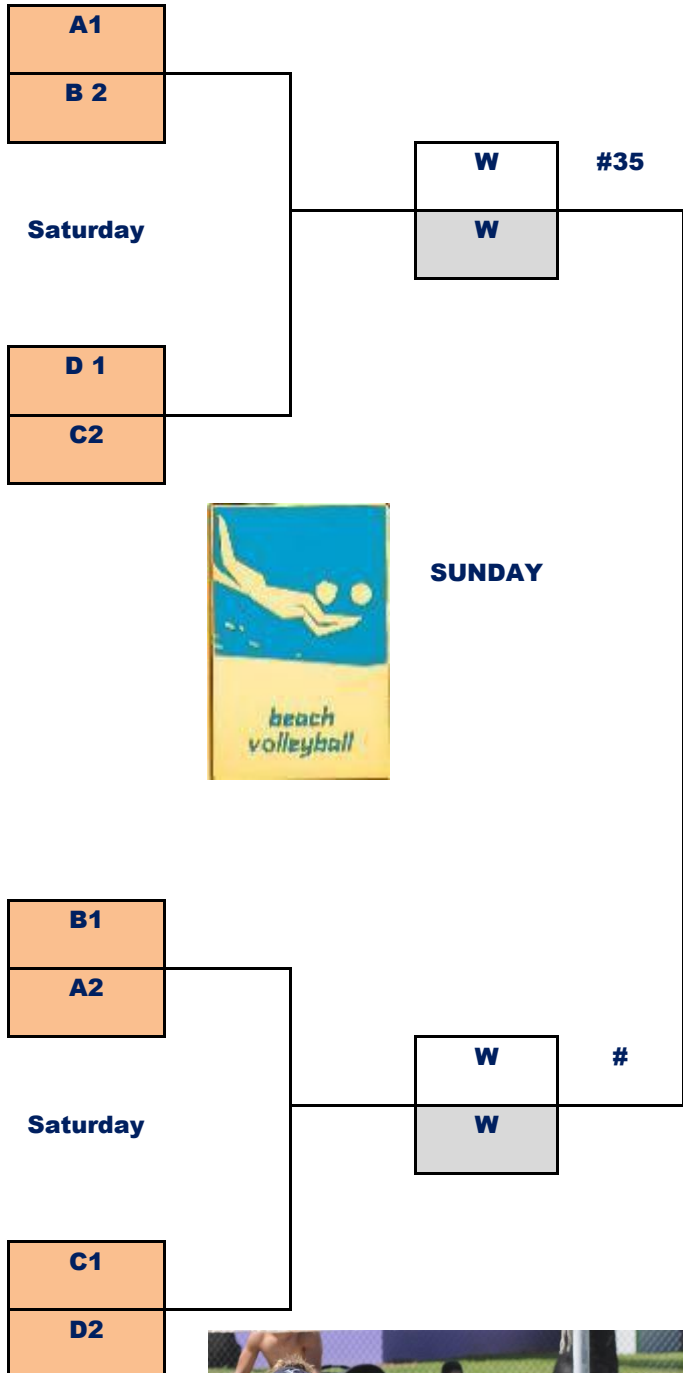 A1
B 2
W #35
Saturday
W
D 1
C2
SUNDAY
beach
volleyball
B1
A2
W #
Saturday
W
C1
D2